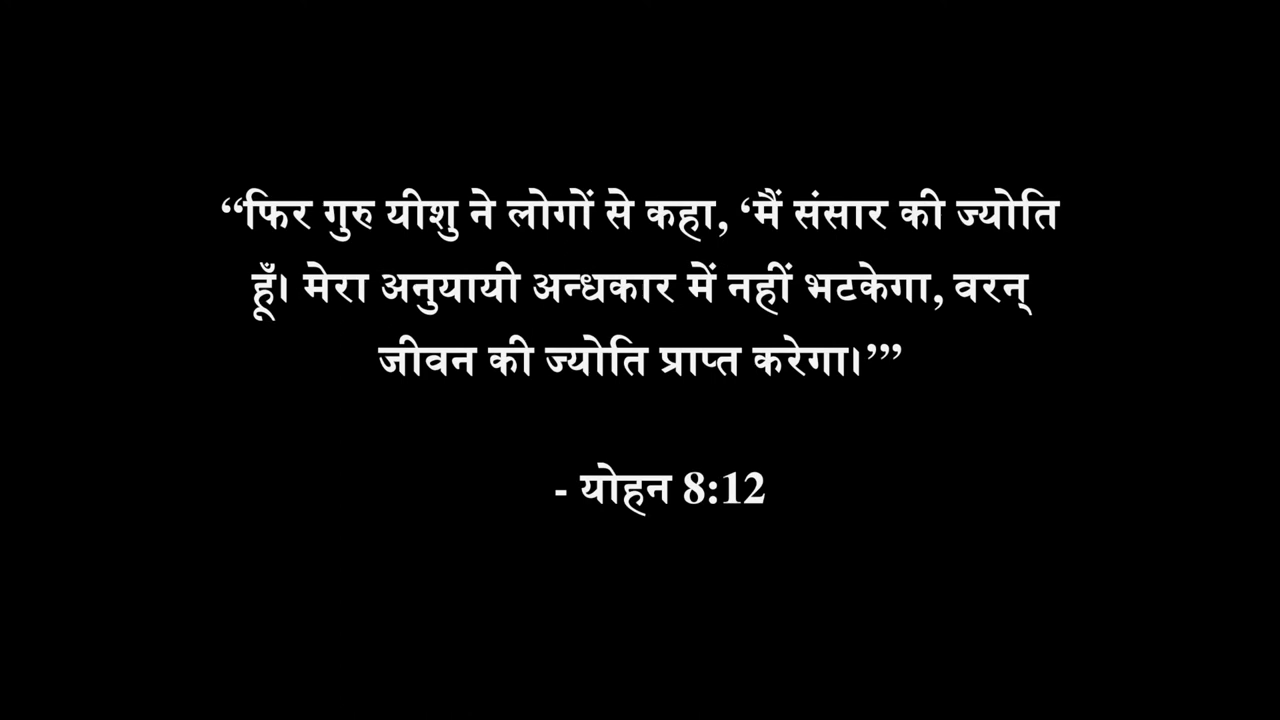 “फिर गुरु यीशु ने लोगों से कहा, ‘मैं संसार की ज्योति
हूँ। मेरा अनुयायी अन्धकार में नहीं भटकेगा, वरन्
जीवन की ज्योति प्राप्त करेगा।’”
- योहन 8:12